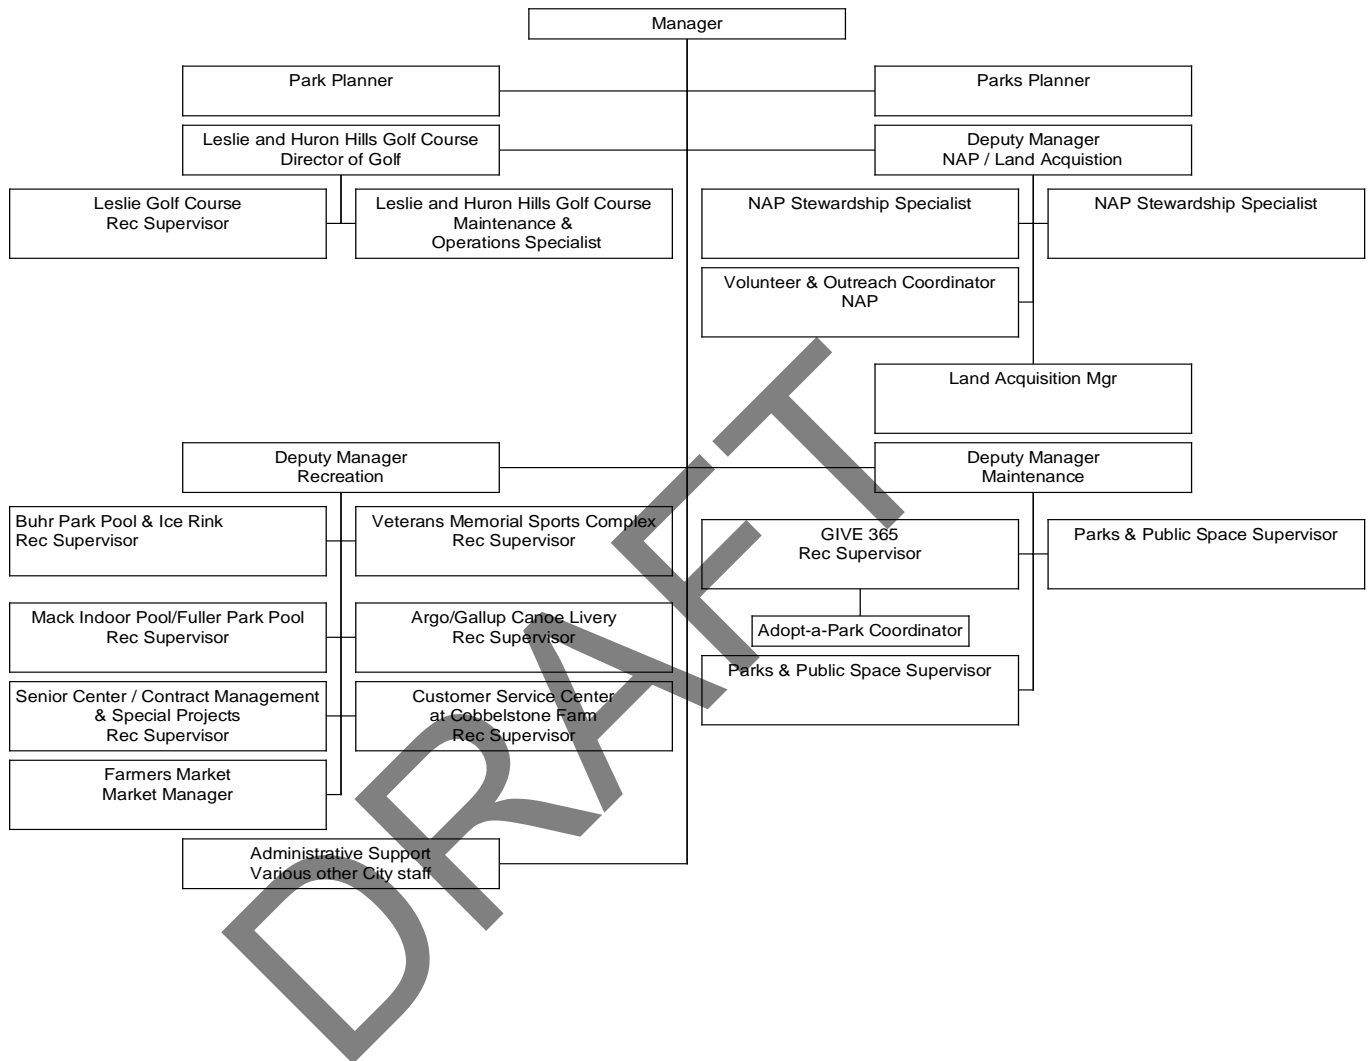 Manager
Park Planner
Parks Planner
Leslie and Huron Hills Golf Course
Director of Golf
Deputy Manager
NAP / Land Acquistion
Leslie Golf Course
Rec Supervisor
Leslie and Huron Hills Golf Course
Maintenance &
Operations Specialist
NAP Stewardship Specialist
NAP Stewardship Specialist
Volunteer & Outreach Coordinator
NAP
Land Acquisition Mgr
Deputy Manager
Recreation
Deputy Manager
Maintenance
Buhr Park Pool & Ice Rink
Rec Supervisor
Veterans Memorial Sports Complex
Rec Supervisor
GIVE 365
Rec Supervisor
Parks & Public Space Supervisor
Mack Indoor Pool/Fuller Park Pool
Rec Supervisor
Argo/Gallup Canoe Livery
Rec Supervisor
Adopt-a-Park Coordinator
Parks & Public Space Supervisor
Senior Center / Contract Management
& Special Projects
Rec Supervisor
Customer Service Center
at Cobbelstone Farm
Rec Supervisor
Farmers Market
Market Manager
Administrative Support
Various other City staff
DRAFT